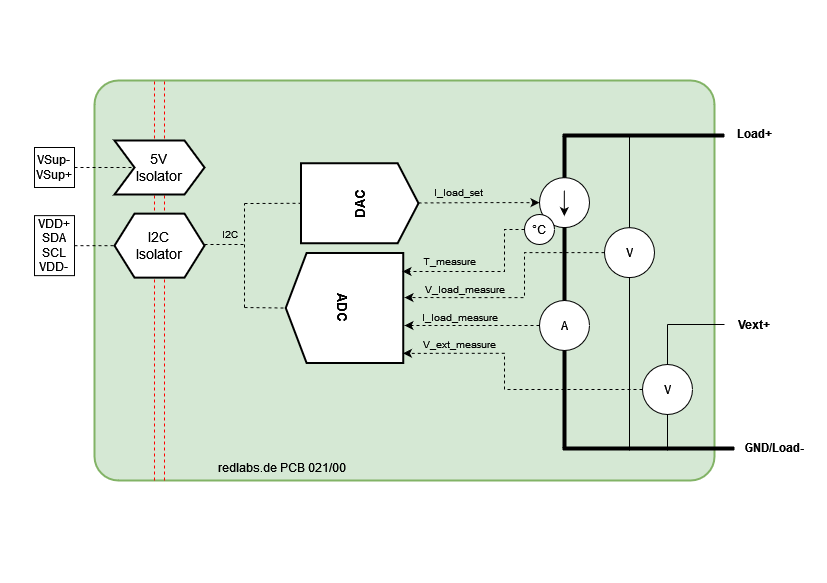 VSup-
VSup+
VDD+
SDA
SCL
VDD-
5V
Isolator
I2C
Isolator
I2C
DAC
I_load_set
ADC
T_measure
V_load_measure
I_load_measure
V_ext_measure
°C
V
A
V
Load+
Vext+
GND/Load-
redlabs.de PCB 021/00